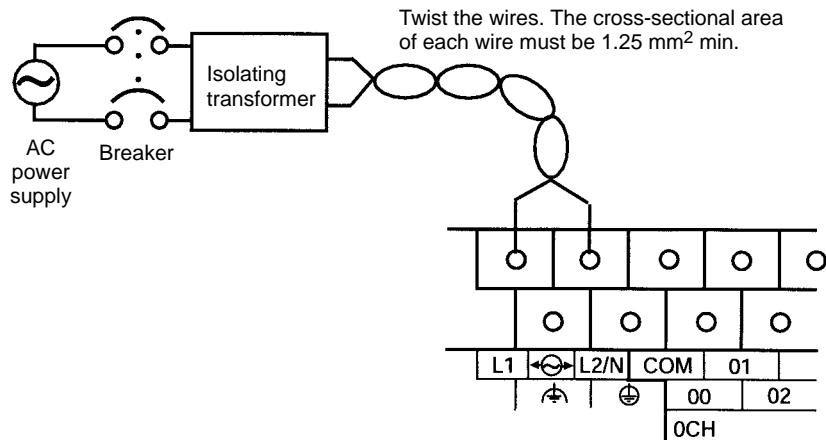 Twist the wires. The cross-sectional area
of each wire must be 1.25 mm² min.
Isolating
transformer
AC
power
supply
Breaker
L1 L2/N COM 01
00 02
0CH